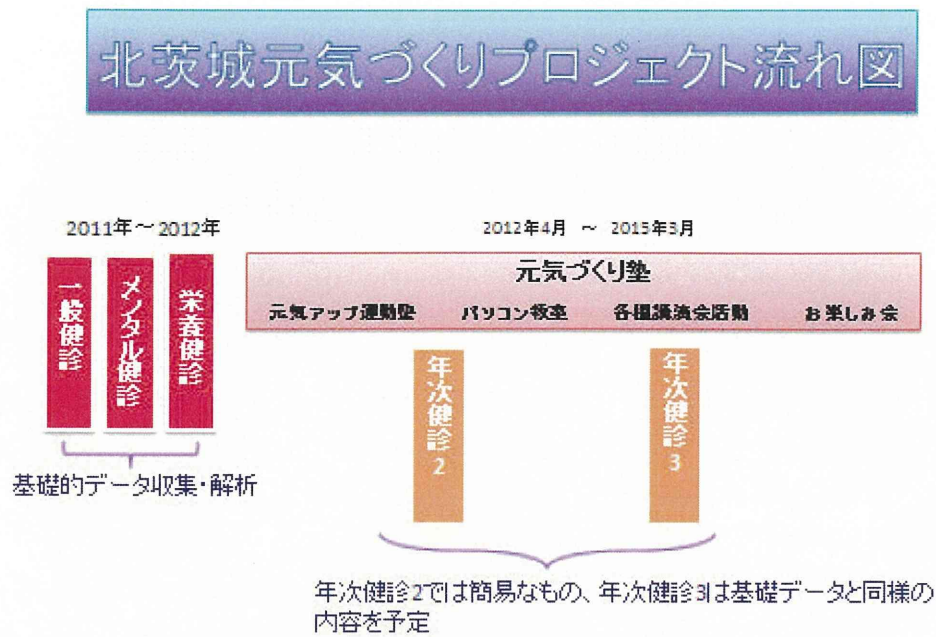 北茨城元気づくりプロジェクト流れ図
2011年～2012年
2012年4月 ～ 2015年3月
一般健診
メンタル健診
栄養健診
元気づくり塾
元気アップ運動塾 パソコン教室 各種講演会活動 お楽しみ会
年次健診2
年次健診3
基礎的データ収集・解析
年次健診2では簡易なもの、年次健診3は基礎データと同様の
内容を予定